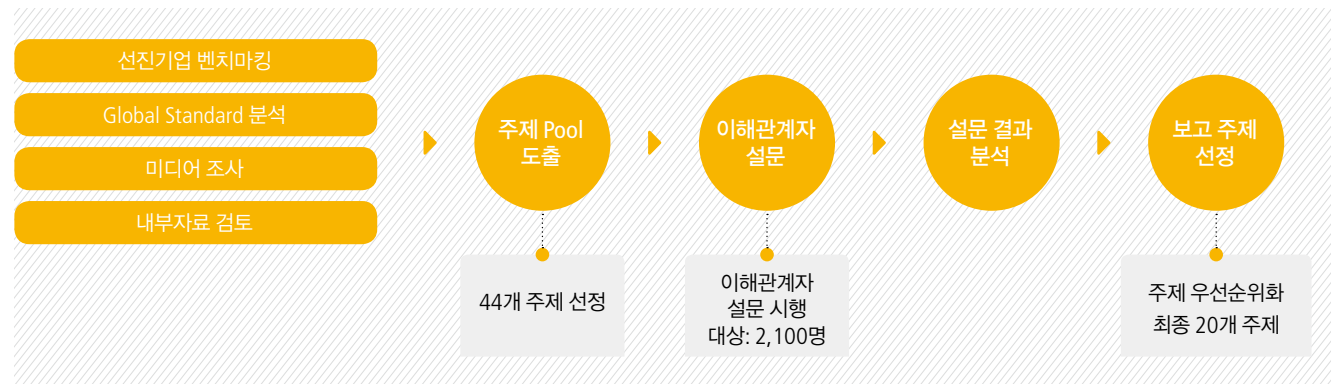 선진기업 벤치마킹
Global Standard 분석
미디어 조사
내부자료 검토
주제 Pool
도출
이해관계자
설문
설문 결과
분석
보고 주제
선정
44개 주제 선정
이해관계자
설문 시행
대상: 2,100명
주제 우선순위화
최종 20개 주제